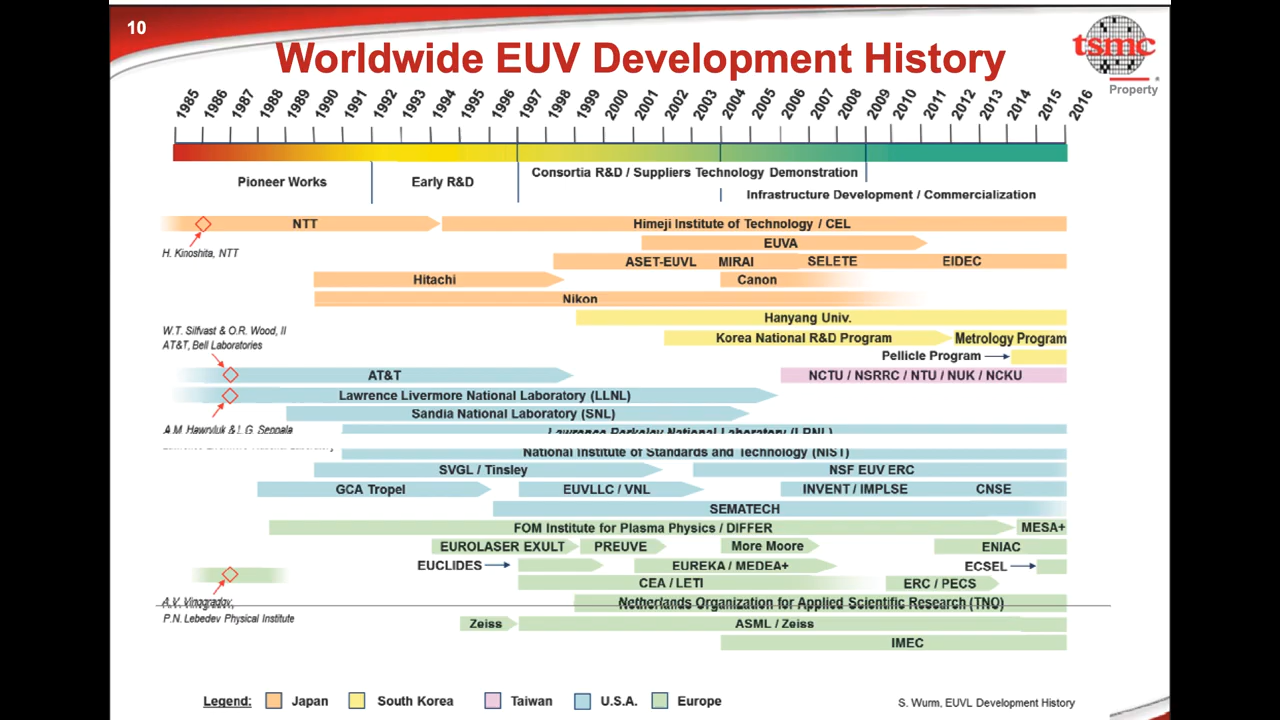 10
Worldwide EUV Development History
tsmc
Property
1985 1986 1987 1988 1989 1990 1991 1992 1993 1994 1995 1996 1997 1998 1999 2000 2001 2002 2003 2004 2005 2006 2007 2008 2009 2010 2011 2012 2013 2014 2015 2016
Consortia R&D / Suppliers Technology Demonstration
Pioneer Works Early R&D
Infrastructure Development / Commercialization
NTT Himeji Institute of Technology / CEL
EUVA
H. Kinoshita, NTT
ASET-EUVL MIRAI SELETE EIDEC
Hitachi Canon
Nikon
Hanyang Univ.
W.T. Silfvast & O.R. Wood, II
Korea National R&D Program Metrology Program
AT&T, Bell Laboratories
Pellicle Program
AT&T NCTU / NSRRC / NTU / NUK / NCKU
Lawrence Livermore National Laboratory (LLNL)
Sandia National Laboratory (SNL)
A.M. Hawryluk & L.G. Seppala
Lawrence Berkeley National Laboratory (LBNL)
National Institute of Standards and Technology (NIST)
SVGL / Tinsley NSF EUV ERC
GCA Tropel EUVLLC / VNL INVENT / IMPLSE CNSE
SEMATECH
FOM Institute for Plasma Physics / DIFFER MESA+
EUROLASER EXULT PREUVE More Moore ENIAC
EUCLIDES EUREKA / MEDEA+ ECSEL
CEA / LETI ERC / PECS
A.V. Vinogradov,
Netherlands Organization for Applied Scientific Research (TNO)
P.N. Lebedev Physical Institute
Zeiss ASML / Zeiss
IMEC
Legend: Japan South Korea Taiwan U.S.A. Europe
S. Wurm, EUVL Development History